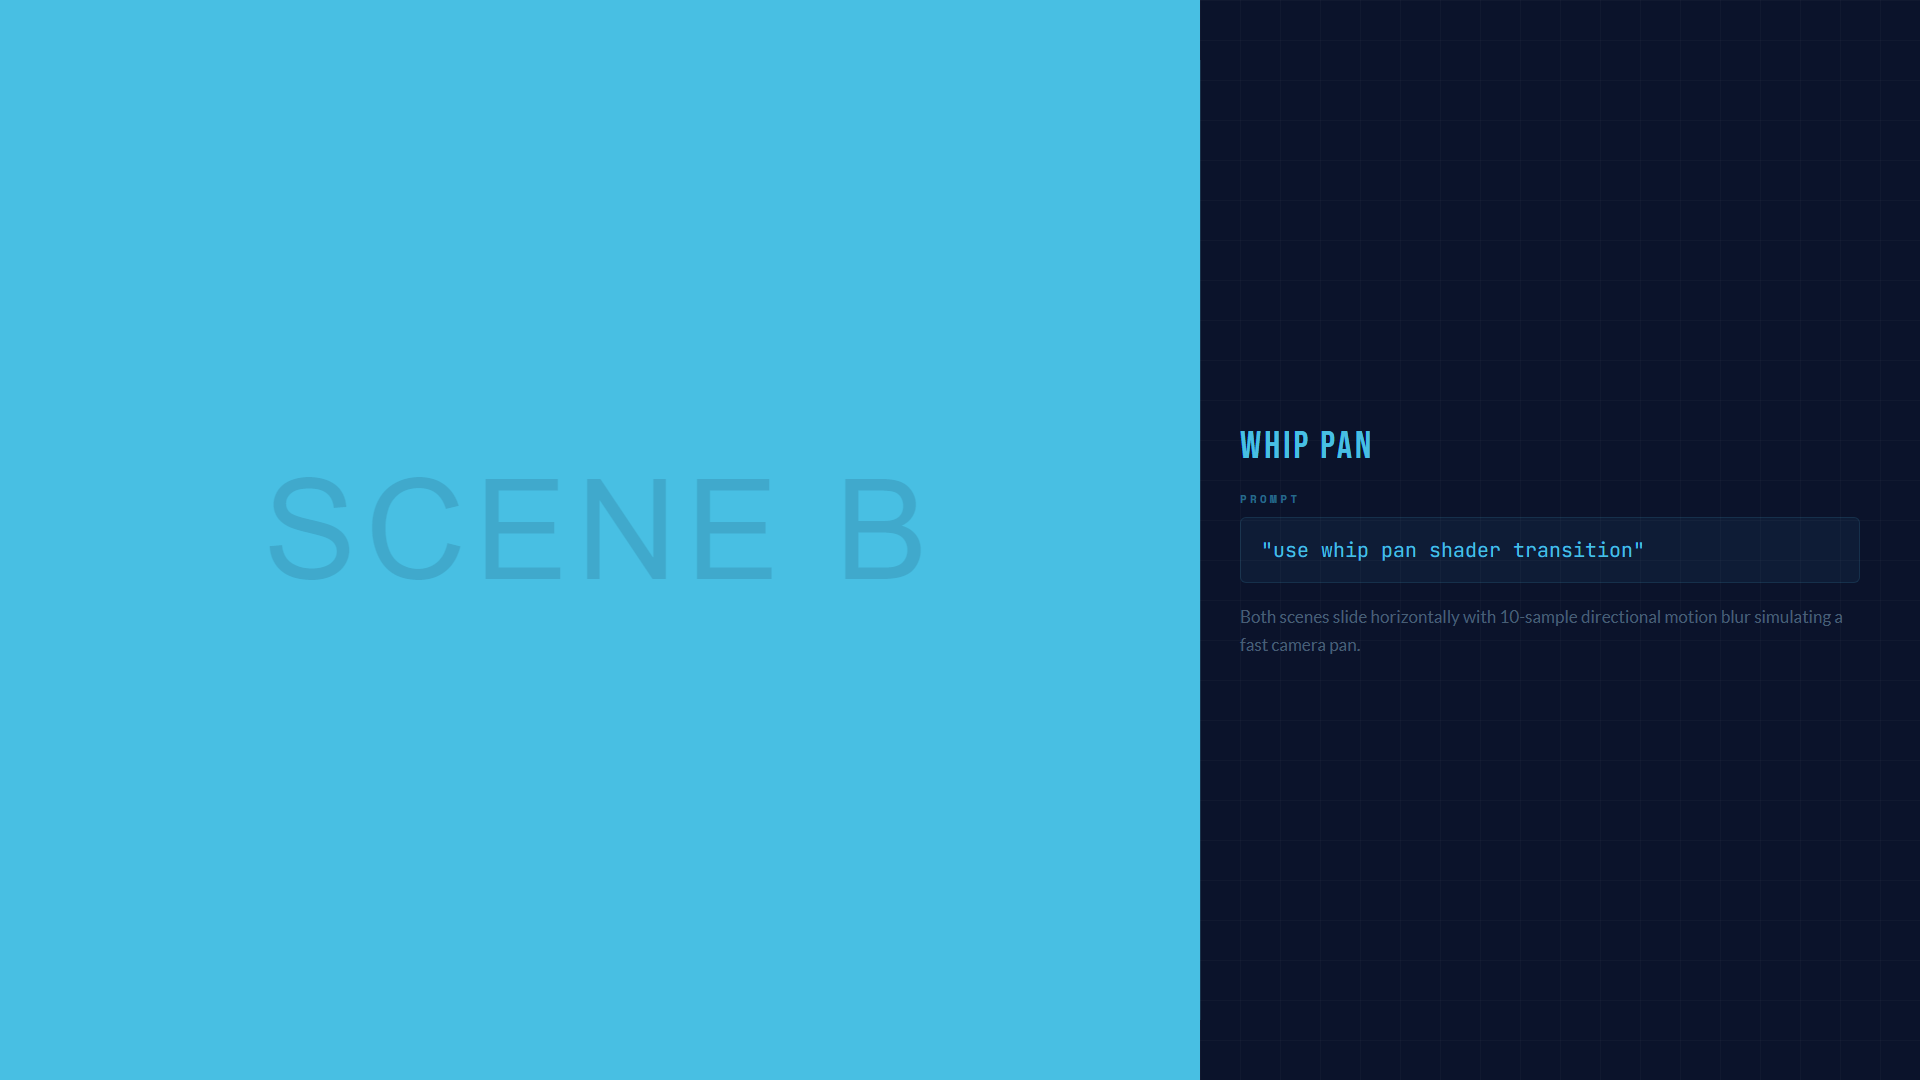 SCENE B
WHIP PAN
PROMPT
"use whip pan shader transition"
Both scenes slide horizontally with 10-sample directional motion blur simulating a
fast camera pan.